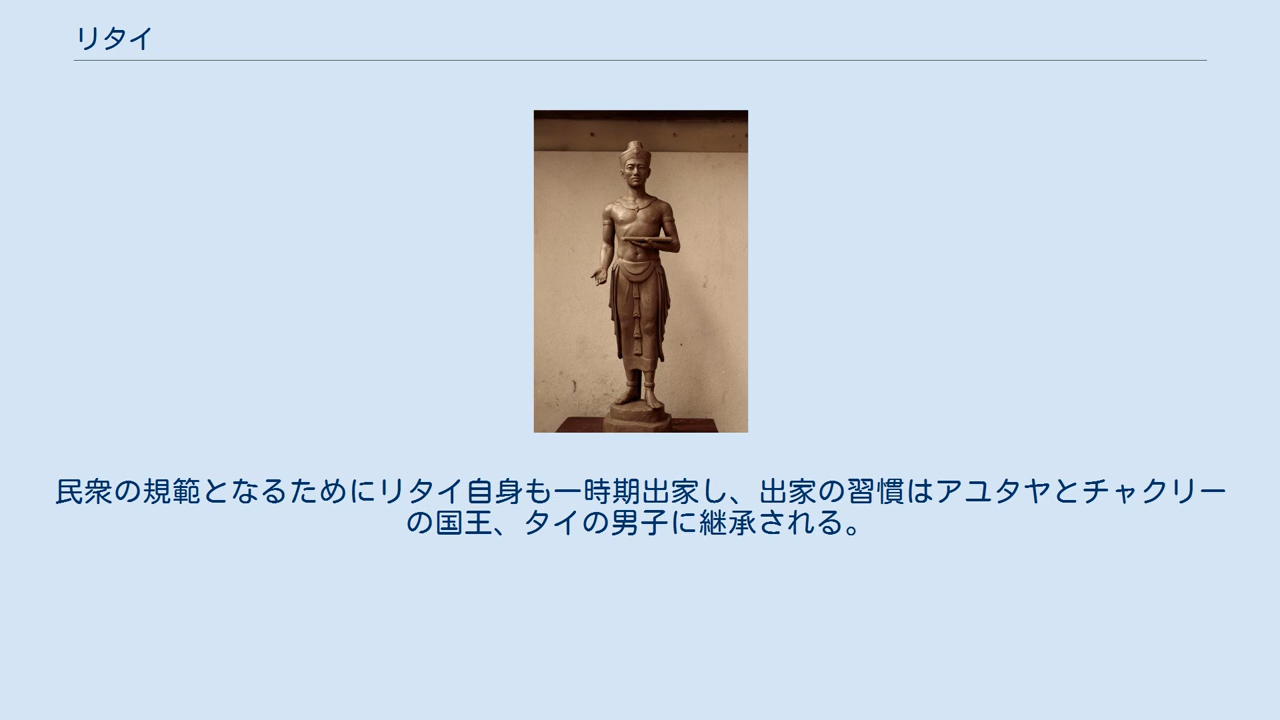 リタイ
民衆の規範となるためにリタイ自身も一時期出家し、出家の習慣はアユタヤとチャクリー
の国王、タイの男子に継承される。